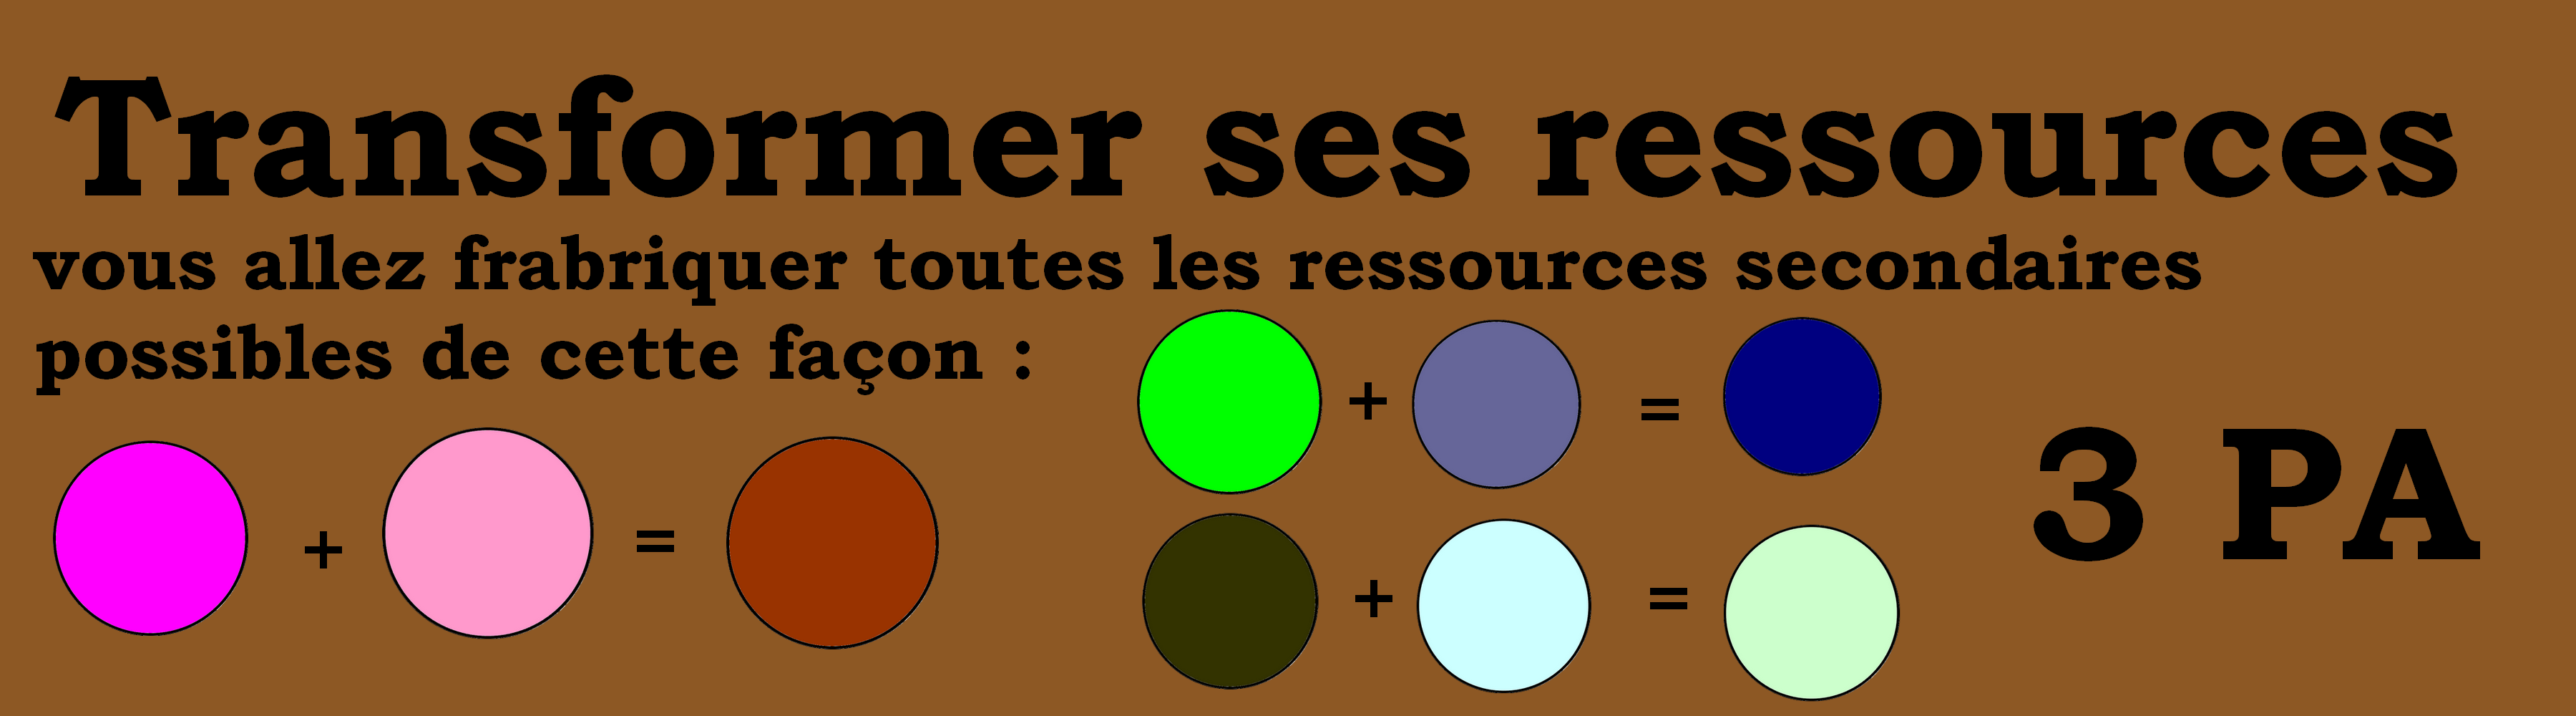 Transformer ses ressources
vous allez frabriquer toutes les ressources secondaires
possibles de cette façon :
+ =
+ =
+ =
3 PA